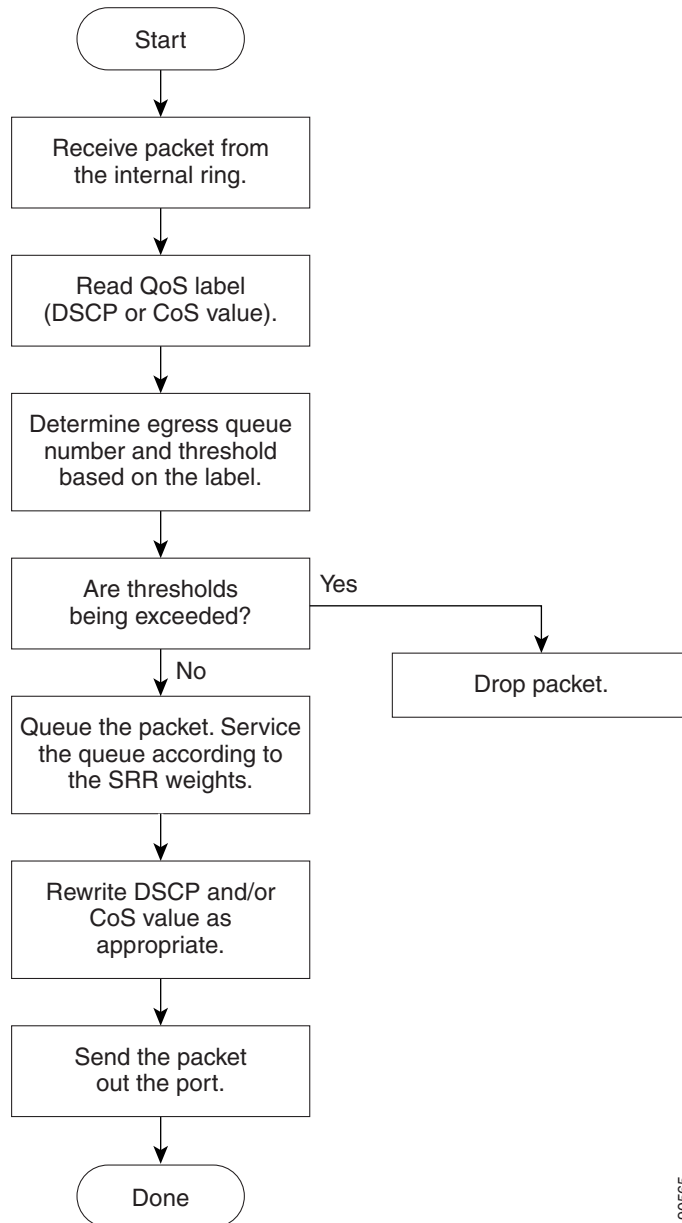 Start
Receive packet from
the internal ring.
Read QoS label
(DSCP or CoS value).
Determine egress queue
number and threshold
based on the label.
Are thresholds
being exceeded?
Yes
No
Drop packet.
Queue the packet. Service
the queue according to
the SRR weights.
Rewrite DSCP and/or
CoS value as
appropriate.
Send the packet
out the port.
Done